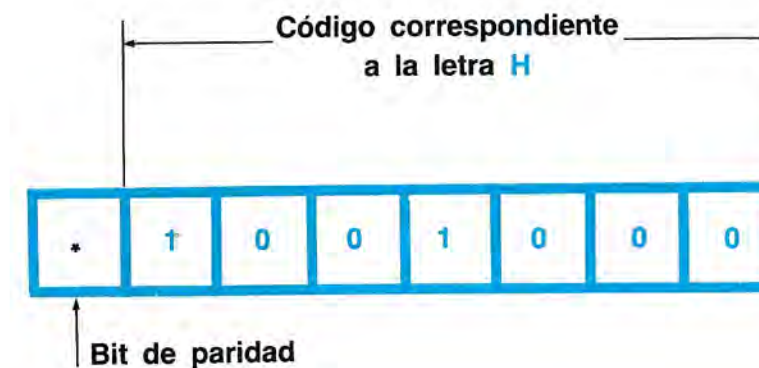 Código correspondiente
a la letra H
* 1 0 0 1 0 0 0
Bit de paridad